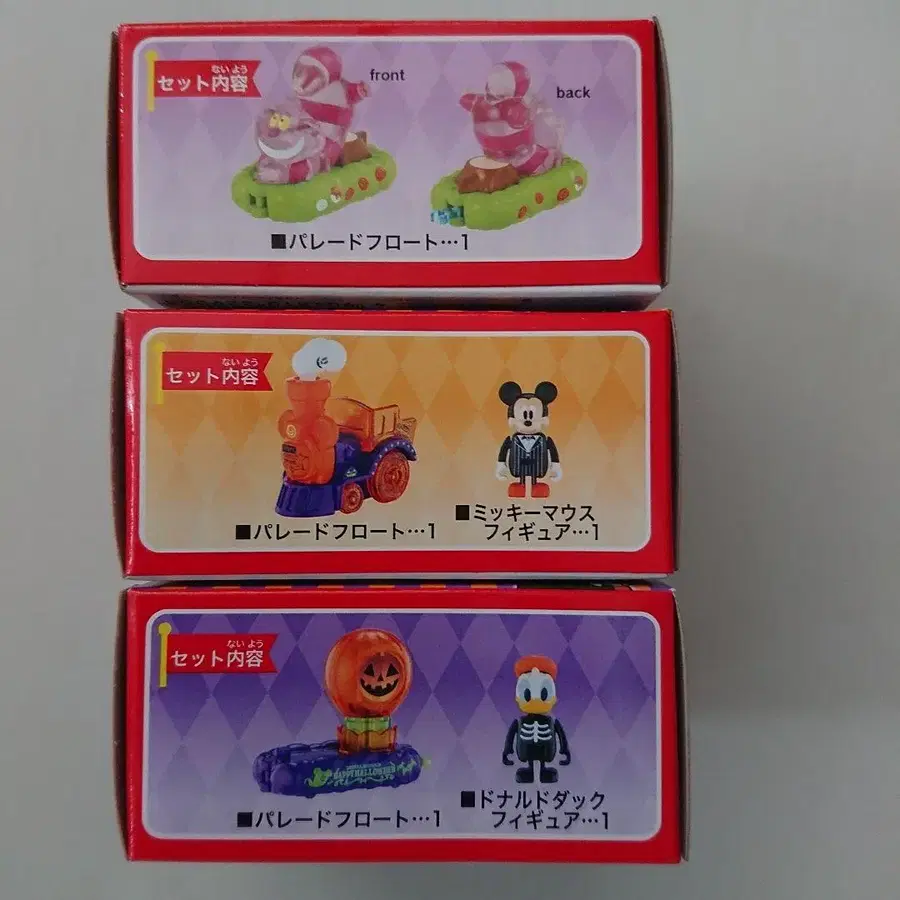 ないよう
セット内容
front
back
■パレードフロート…1
ないよう
セット内容
■パレードフロート…1
■ミッキーマウス
フィギュア…1
ないよう
セット内容
HAPPY HALLOWEEN
■パレードフロート…1
■ドナルドダック
フィギュア…1